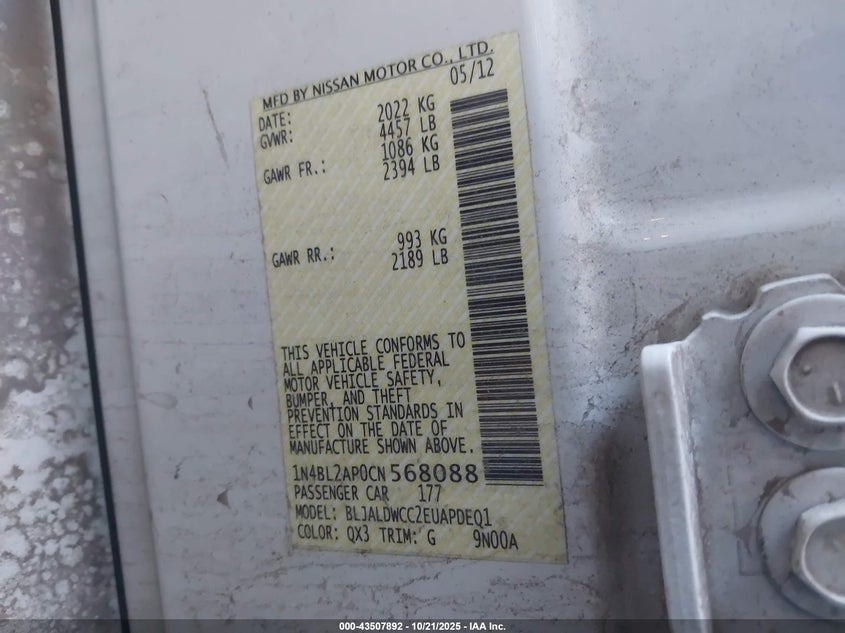 MFD BY NISSAN MOTOR CO., LTD.
DATE: 05/12
GVWR: 2022 KG
4457 LB
GAWR FR.: 1086 KG
2394 LB
GAWR RR.: 993 KG
2189 LB
THIS VEHICLE CONFORMS TO
ALL APPLICABLE FEDERAL
MOTOR VEHICLE SAFETY,
BUMPER, AND THEFT
PREVENTION STANDARDS IN
EFFECT ON THE DATE OF
MANUFACTURE SHOWN ABOVE.
1N4BL2AP0CN568088
PASSENGER CAR 177
MODEL: BLJALDWCC2EUAPDEQ1
COLOR: QX3 TRIM: G 9N00A
000-43507892 - 10/21/2025 - IAA Inc.